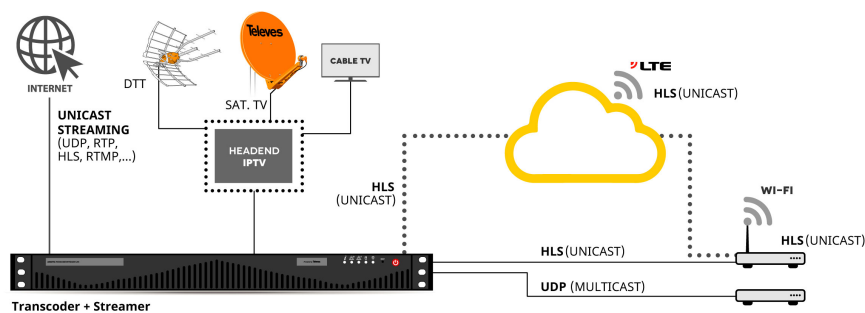 INTERNET
UNICAST
STREAMING
(UDP, RTP,
HLS, RTMP,...)
DTT
Televes
SAT. TV
CABLE TV
HEADEND
IPTV
HLS
(UNICAST)
LTE
HLS (UNICAST)
WI-FI
HLS (UNICAST)
HLS (UNICAST)
UDP (MULTICAST)
Transcoder + Streamer